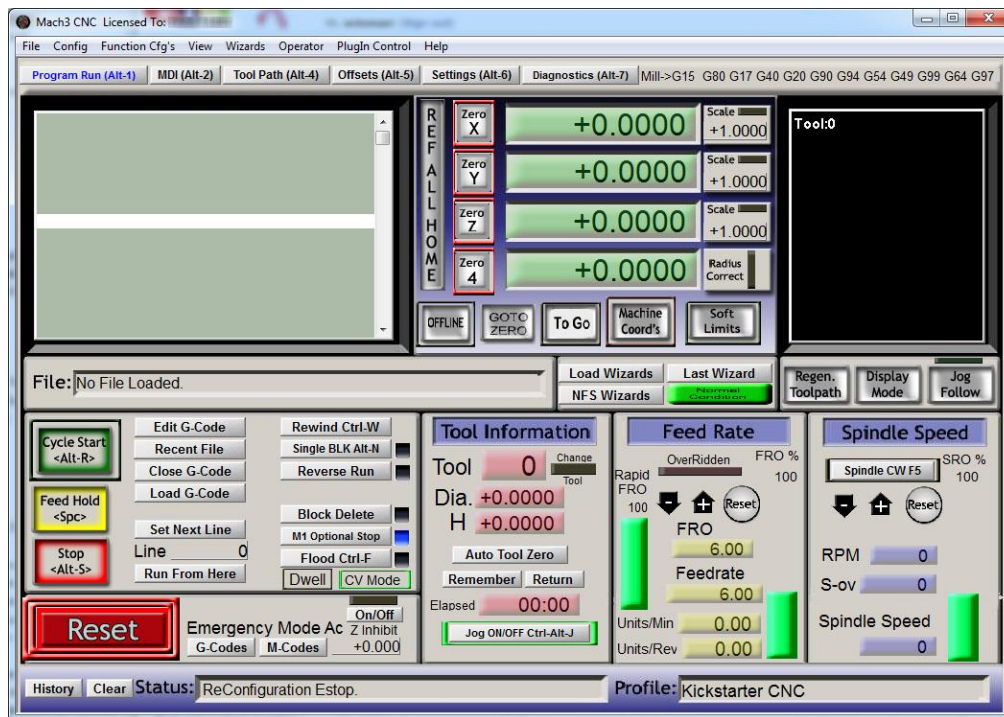 Mach3 CNC Licensed To:
File Config Function Cfg's View Wizards Operator PlugIn Control Help
Program Run (Alt-1) MDI (Alt-2) Tool Path (Alt-4) Offsets (Alt-5) Settings (Alt-6) Diagnostics (Alt-7) Mill->G15 G80 G17 G40 G20 G90 G94 G54 G49 G99 G64 G97
REF ALL HOME
Zero X +0.0000 Scale +1.0000
Zero Y +0.0000 Scale +1.0000
Zero Z +0.0000 Scale +1.0000
Zero 4 +0.0000 Radius Correct
OFFLINE GOTO ZERO To Go Machine Coord's Soft Limits
Tool:0
File: No File Loaded.
Load Wizards Last Wizard
NFS Wizards Normal Condition
Regen. Toolpath Display Mode Jog Follow
Cycle Start <Alt-R>
Feed Hold <Spc>
Stop <Alt-S>
Edit G-Code Rewind Ctrl-W
Recent File Single BLK Alt-N
Close G-Code Reverse Run
Load G-Code
Block Delete
Set Next Line M1 Optional Stop
Line 0 Flood Ctrl-F
Run From Here Dwell CV Mode
Reset
Emergency Mode Ac
G-Codes M-Codes
On/Off
Z Inhibit
+0.000
Tool Information
Tool 0 Change Tool
Dia. +0.0000
H +0.0000
Auto Tool Zero
Remember Return
Elapsed 00:00
Jog ON/OFF Ctrl-Alt-J
Feed Rate
OverRidden FRO % 100
Rapid FRO 100
Reset
FRO
6.00
Feedrate
6.00
Units/Min 0.00
Units/Rev 0.00
Spindle Speed
Spindle CW F5 SRO % 100
Reset
RPM 0
S-ov 0
Spindle Speed
0
History Clear Status: ReConfiguration Estop. Profile: Kickstarter CNC